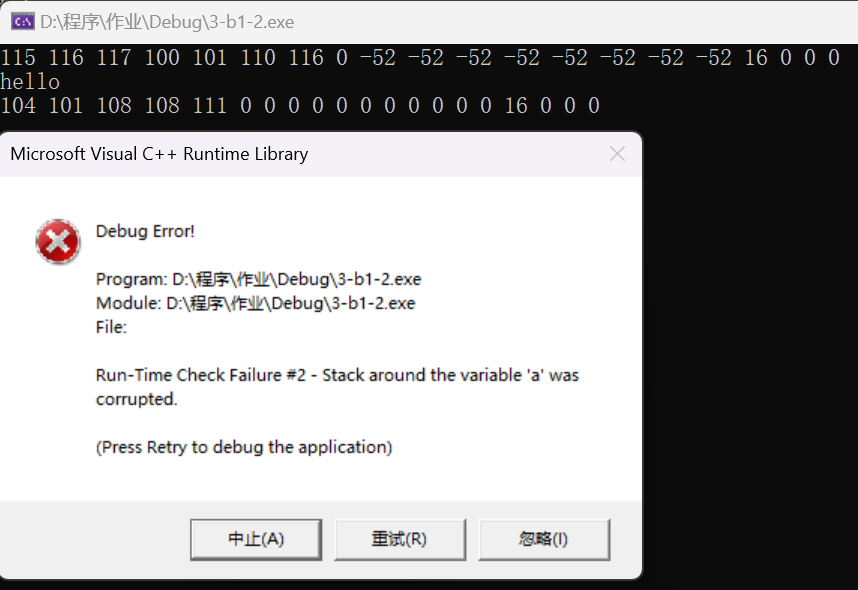 D:\程序\作业\Debug\3-b1-2.exe
115 116 117 100 101 110 116 0 -52 -52 -52 -52 -52 -52 -52 -52 16 0 0 0
hello
104 101 108 108 111 0 0 0 0 0 0 0 0 0 0 0 16 0 0 0
Microsoft Visual C++ Runtime Library
Debug Error!
Program: D:\程序\作业\Debug\3-b1-2.exe
Module: D:\程序\作业\Debug\3-b1-2.exe
File:
Run-Time Check Failure #2 - Stack around the variable 'a' was
corrupted.
(Press Retry to debug the application)
中止(A) 重试(R) 忽略(I)